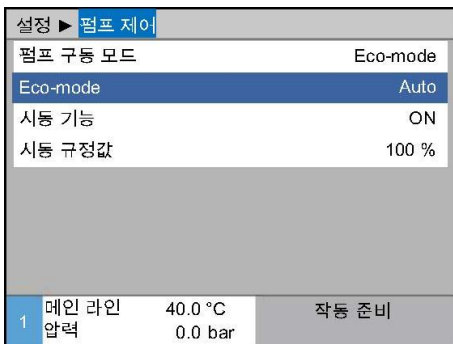 설정 ▶ 펌프 제어
펌프 구동 모드 Eco-mode
Eco-mode Auto
시동 기능 ON
시동 규정값 100 %
1 메인 라인 40.0 °C 작동 준비
압력 0.0 bar